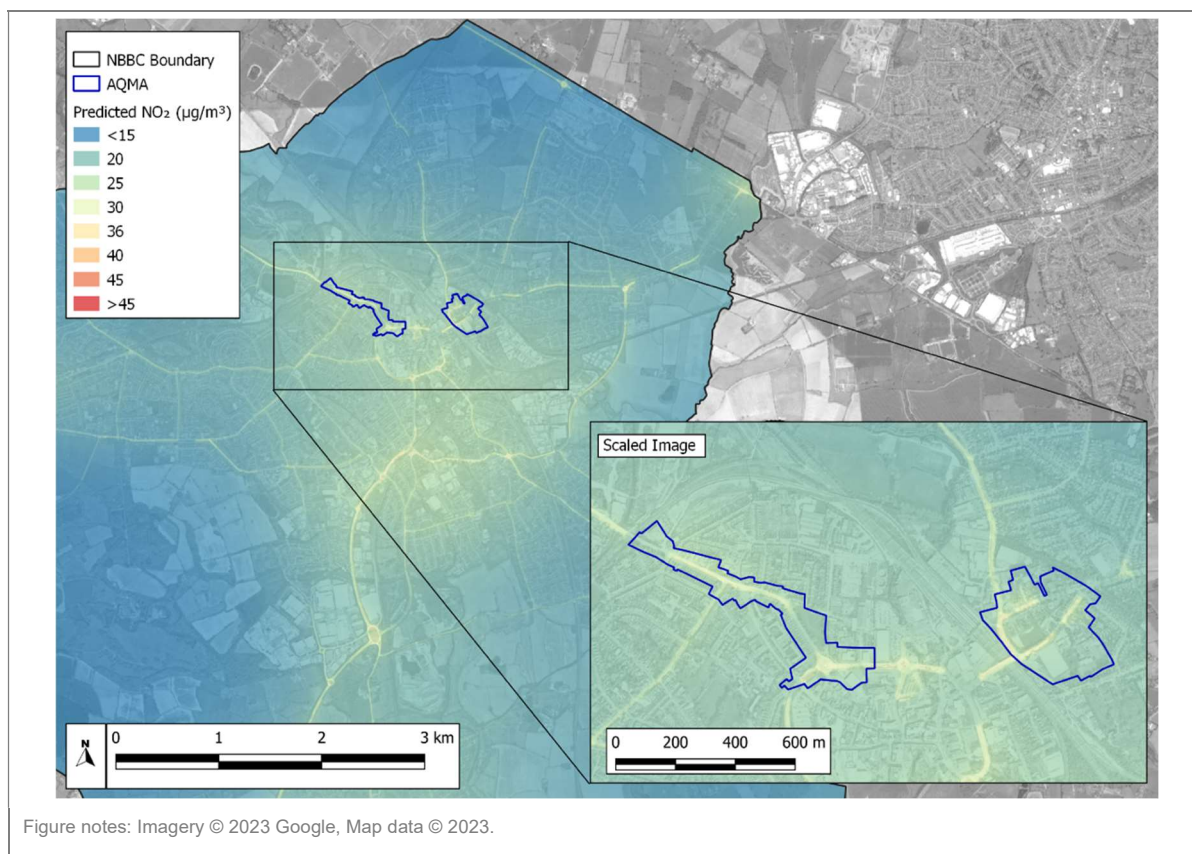 NBBC Boundary
AQMA
Predicted NO₂ (µg/m³)
<15
20
25
30
36
40
45
>45
Scaled Image
N
0 1 2 3 km
0 200 400 600 m
Figure notes: Imagery © 2023 Google, Map data © 2023.